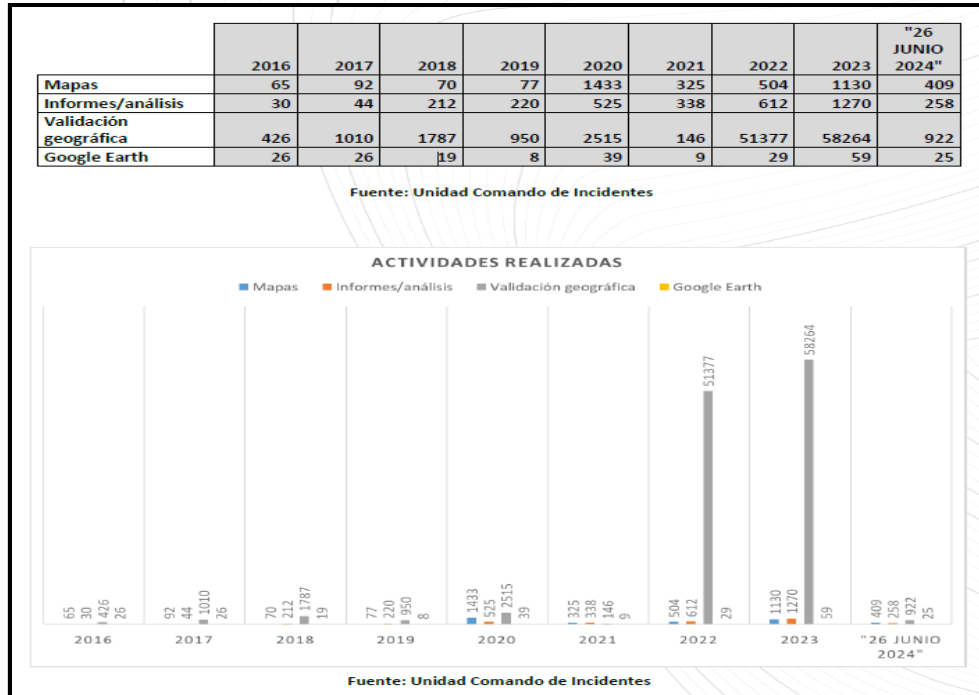 2016 2017 2018 2019 2020 2021 2022 2023 "26 JUNIO 2024"
Mapas 65 92 70 77 1433 325 504 1130 409
Informes/análisis 30 44 212 220 525 338 612 1270 258
Validación geográfica 426 1010 1787 950 2515 146 51377 58264 922
Google Earth 26 26 19 8 39 9 29 59 25
Fuente: Unidad Comando de Incidentes
ACTIVIDADES REALIZADAS
Mapas Informes/análisis Validación geográfica Google Earth
65 30 426 26 92 44 1010 26 70 212 1787 19 77 220 950 8 1433 525 2515 39 325 338 146 9 504 612 51377 29 1130 1270 58264 59 409 258 922 25
2016 2017 2018 2019 2020 2021 2022 2023 "26 JUNIO
2024"
Fuente: Unidad Comando de Incidentes